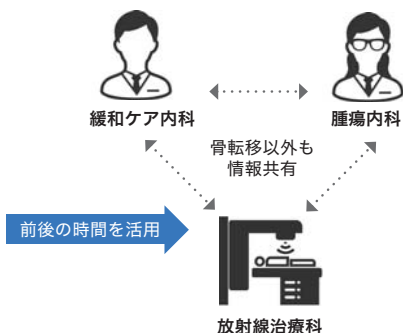 緩和ケア内科
腫瘍内科
骨転移以外も
情報共有
前後の時間を活用
放射線治療科